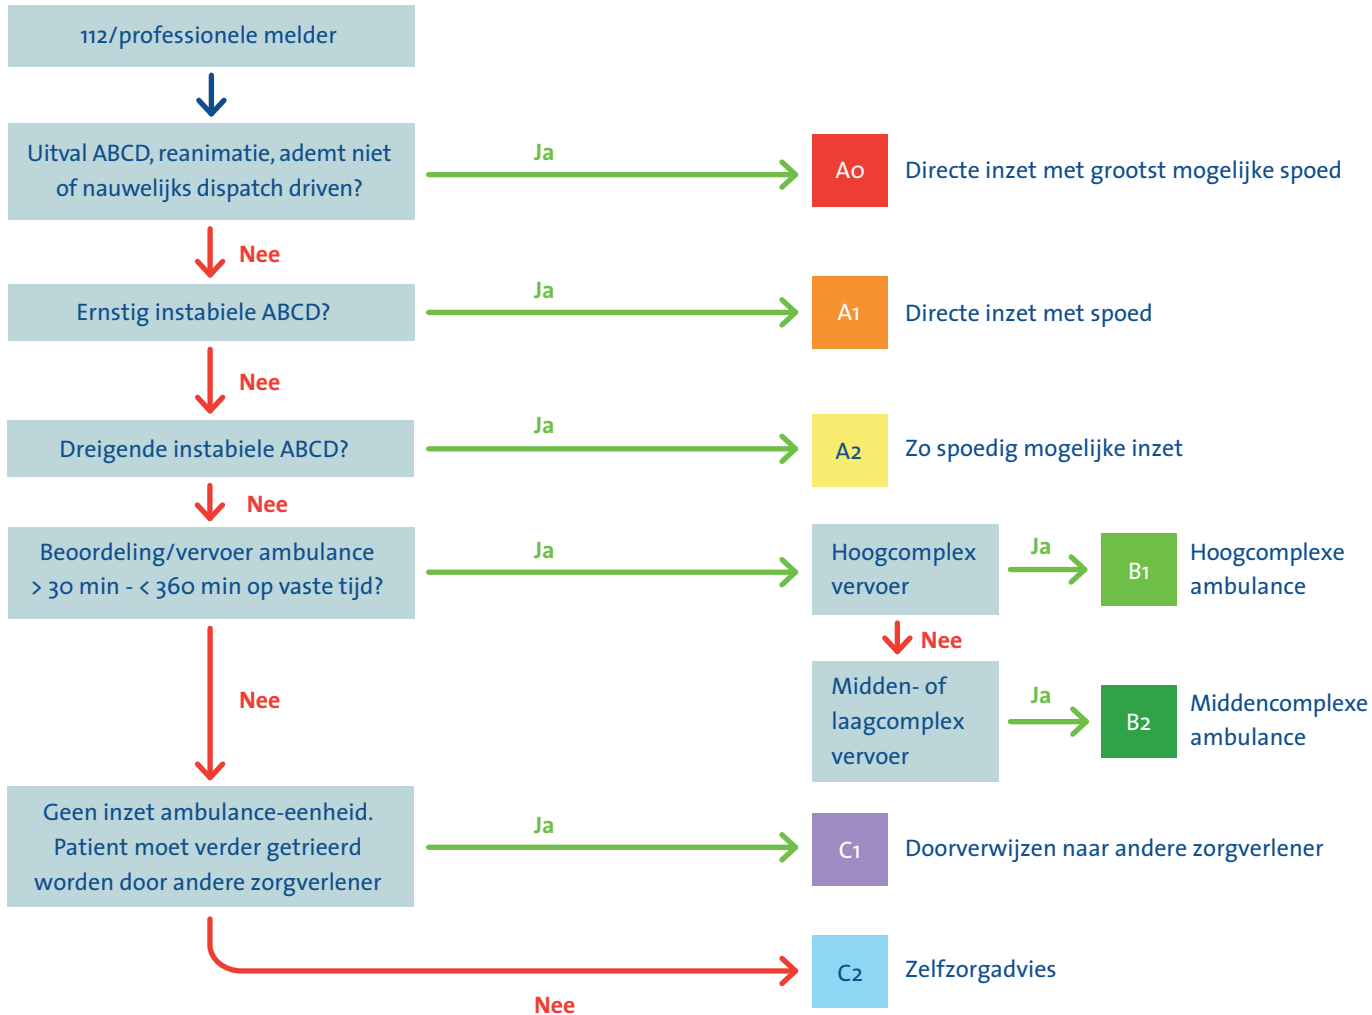 112/professionele melder
Uitval ABCD, reanimatie, ademt niet
of nauwelijks dispatch driven?
Ja
A0
Directe inzet met grootst mogelijke spoed
Nee
Ernstig instabiele ABCD?
Ja
A1
Directe inzet met spoed
Nee
Dreigende instabiele ABCD?
Ja
A2
Zo spoedig mogelijke inzet
Nee
Beoordeling/vervoer ambulance
> 30 min - < 360 min op vaste tijd?
Ja
Hoogcomplex
vervoer
Ja
B1
Hoogcomplexe
ambulance
Nee
Midden- of
laagcomplex
vervoer
Ja
B2
Middencomplexe
ambulance
Nee
Geen inzet ambulance-eenheid.
Patient moet verder getrieerd
worden door andere zorgverlener
Ja
C1
Doorverwijzen naar andere zorgverlener
Nee
C2
Zelfzorgadvies